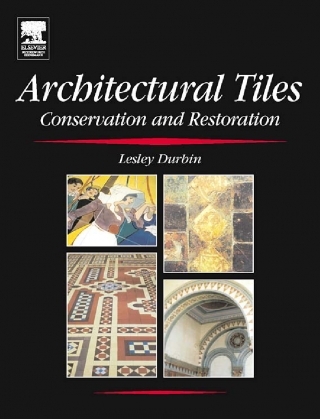 ELSEVIER
Architectural Tiles
Conservation and Restoration
Lesley Durbin